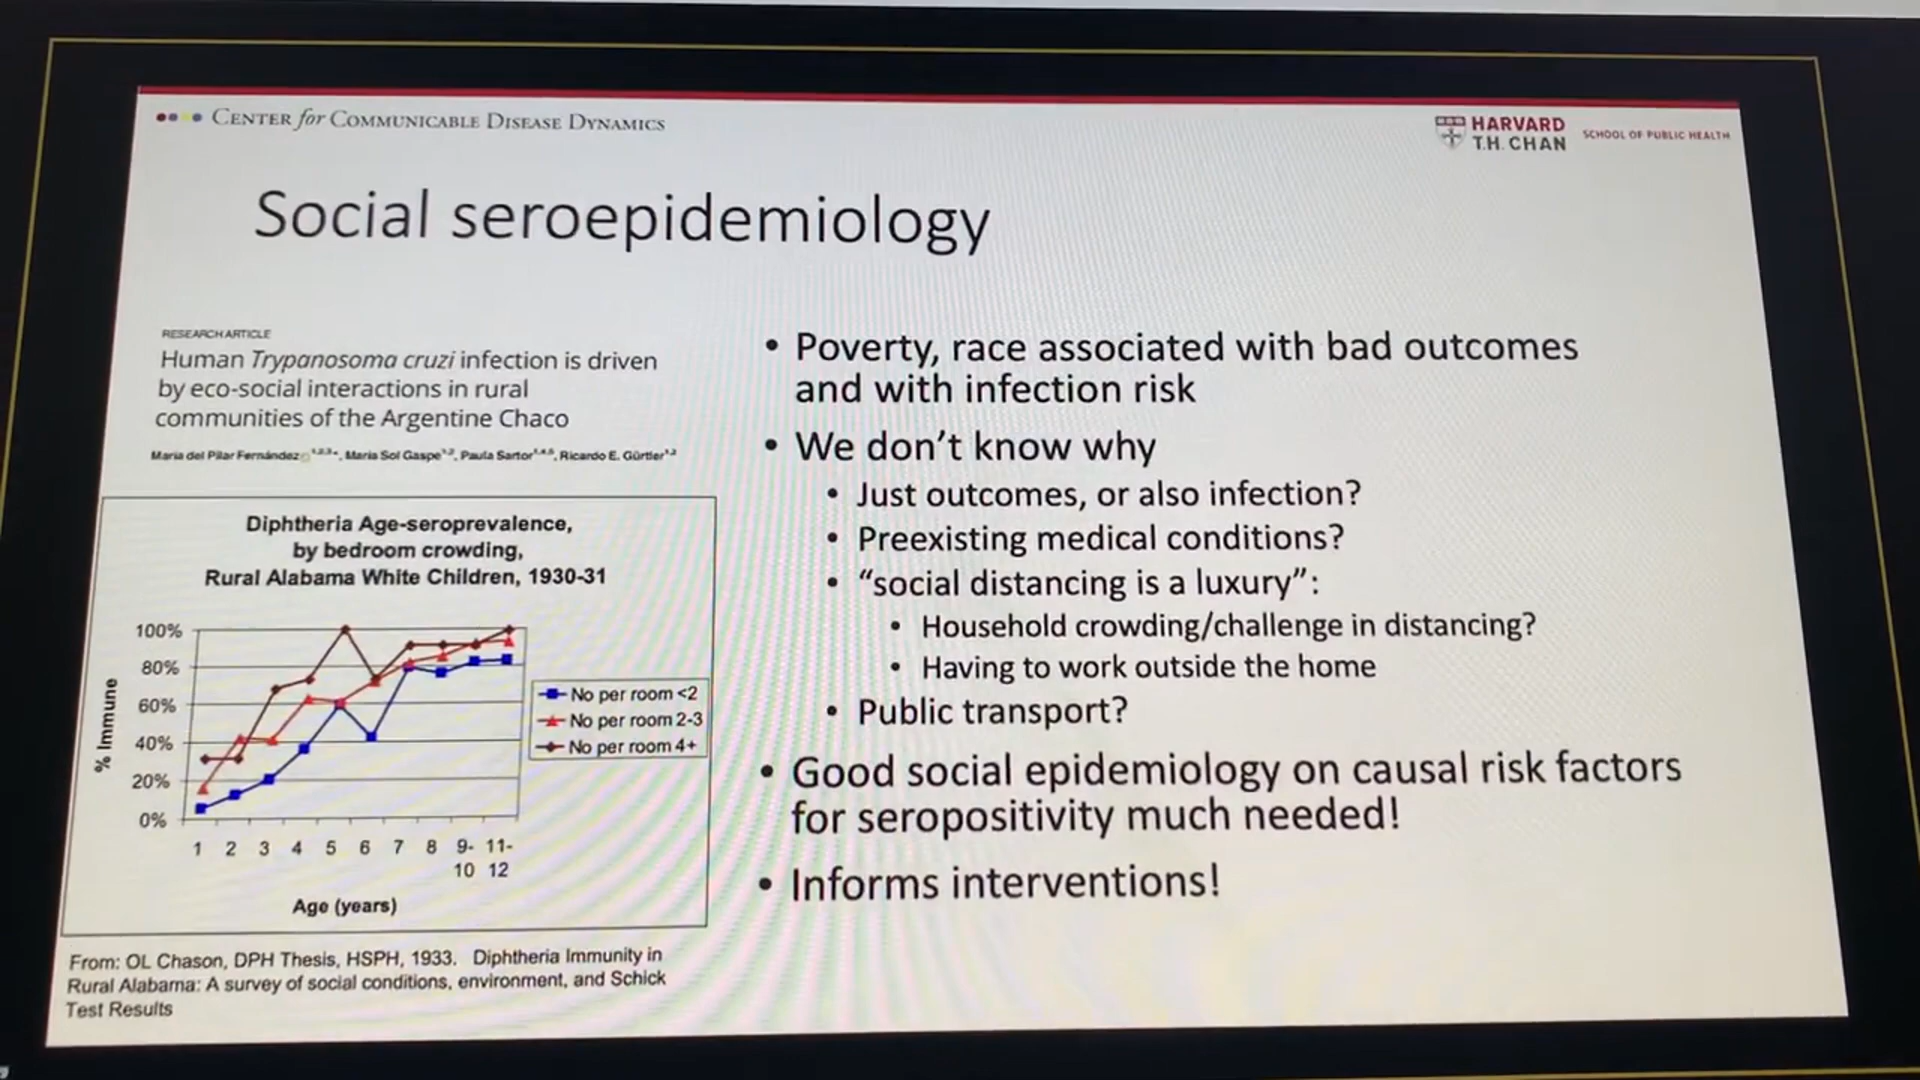 CENTER for COMMUNICABLE DISEASE DYNAMICS
HARVARD
T.H. CHAN
SCHOOL OF PUBLIC HEALTH
Social seroepidemiology
RESEARCH ARTICLE
Human Trypanosoma cruzi infection is driven
by eco-social interactions in rural
communities of the Argentine Chaco
María del Pilar Fernández, María Sol Gaspe, Paula Sartor, Ricardo E. Gürtler
Diphtheria Age-seroprevalence,
by bedroom crowding,
Rural Alabama White Children, 1930-31
100%
80%
60%
40%
20%
0%
% Immune
1 2 3 4 5 6 7 8 9- 11-
10 12
Age (years)
No per room <2
No per room 2-3
No per room 4+
From: OL Chason, DPH Thesis, HSPH, 1933. Diphtheria Immunity in
Rural Alabama: A survey of social conditions, environment, and Schick
Test Results
• Poverty, race associated with bad outcomes
and with infection risk
• We don't know why
• Just outcomes, or also infection?
• Preexisting medical conditions?
• “social distancing is a luxury”:
• Household crowding/challenge in distancing?
• Having to work outside the home
• Public transport?
• Good social epidemiology on causal risk factors
for seropositivity much needed!
• Informs interventions!